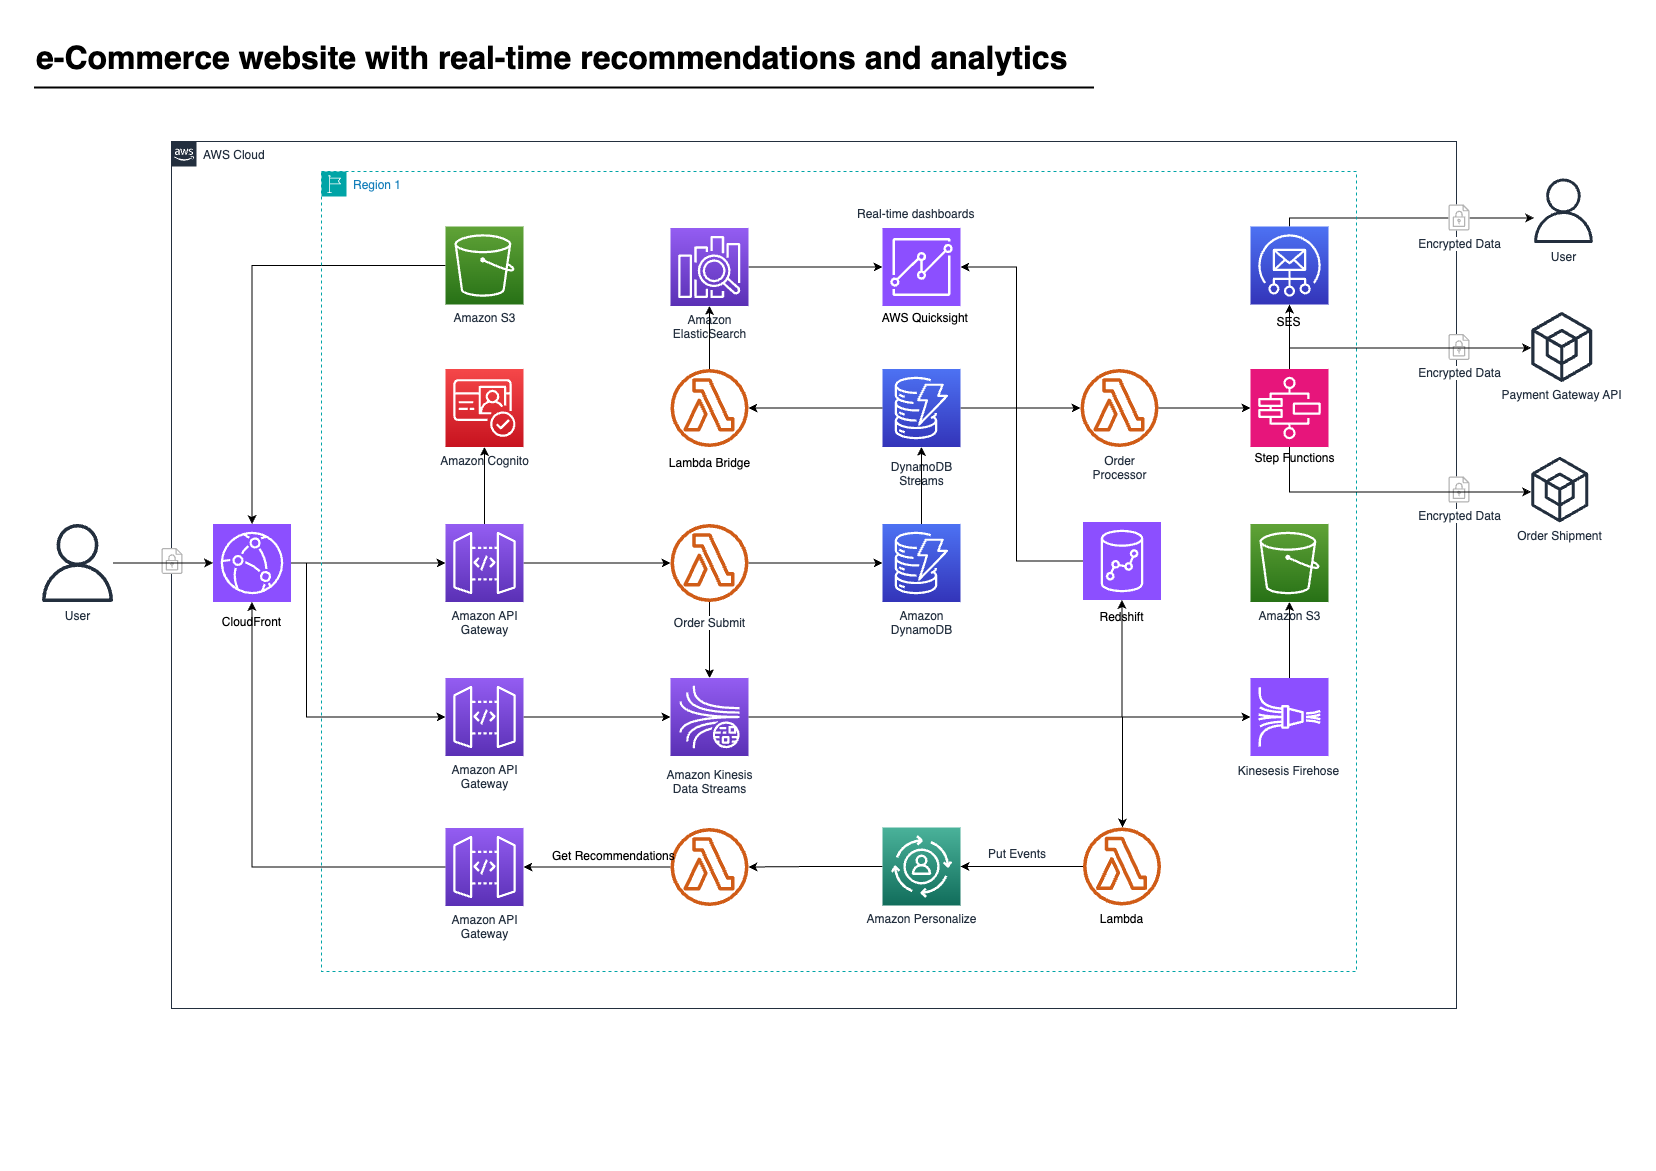 e-Commerce website with real-time recommendations and analytics
aws
AWS Cloud
Region 1
Real-time dashboards
Amazon S3
Amazon
ElasticSearch
AWS Quicksight
SES
Encrypted Data
User
Encrypted Data
Payment Gateway API
Amazon Cognito
Lambda Bridge
DynamoDB
Streams
Order
Processor
Step Functions
Encrypted Data
Order Shipment
User
CloudFront
Amazon API
Gateway
Order Submit
Amazon
DynamoDB
Redshift
Amazon S3
Amazon API
Gateway
Amazon Kinesis
Data Streams
Kinesesis Firehose
Get Recommendations
Put Events
Amazon API
Gateway
Amazon Personalize
Lambda